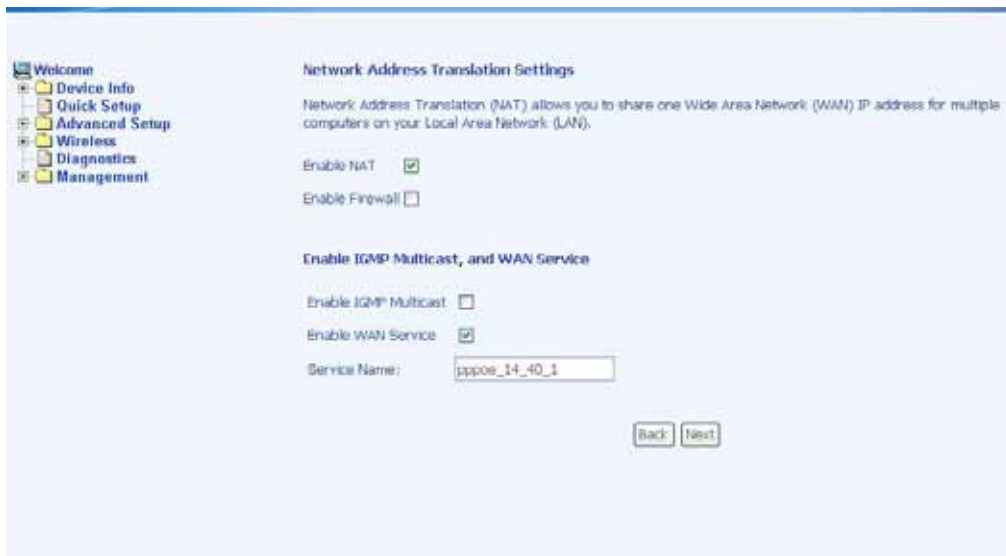 Welcome
Device Info
Quick Setup
Advanced Setup
Wireless
Diagnostics
Management
Network Address Translation Settings
Network Address Translation (NAT) allows you to share one Wide Area Network (WAN) IP address for multiple
computers on your Local Area Network (LAN).
Enable NAT
Enable Firewall
Enable IGMP Multicast, and WAN Service
Enable IGMP Multicast
Enable WAN Service
Service Name: pppoe_14_40_1
Back Next